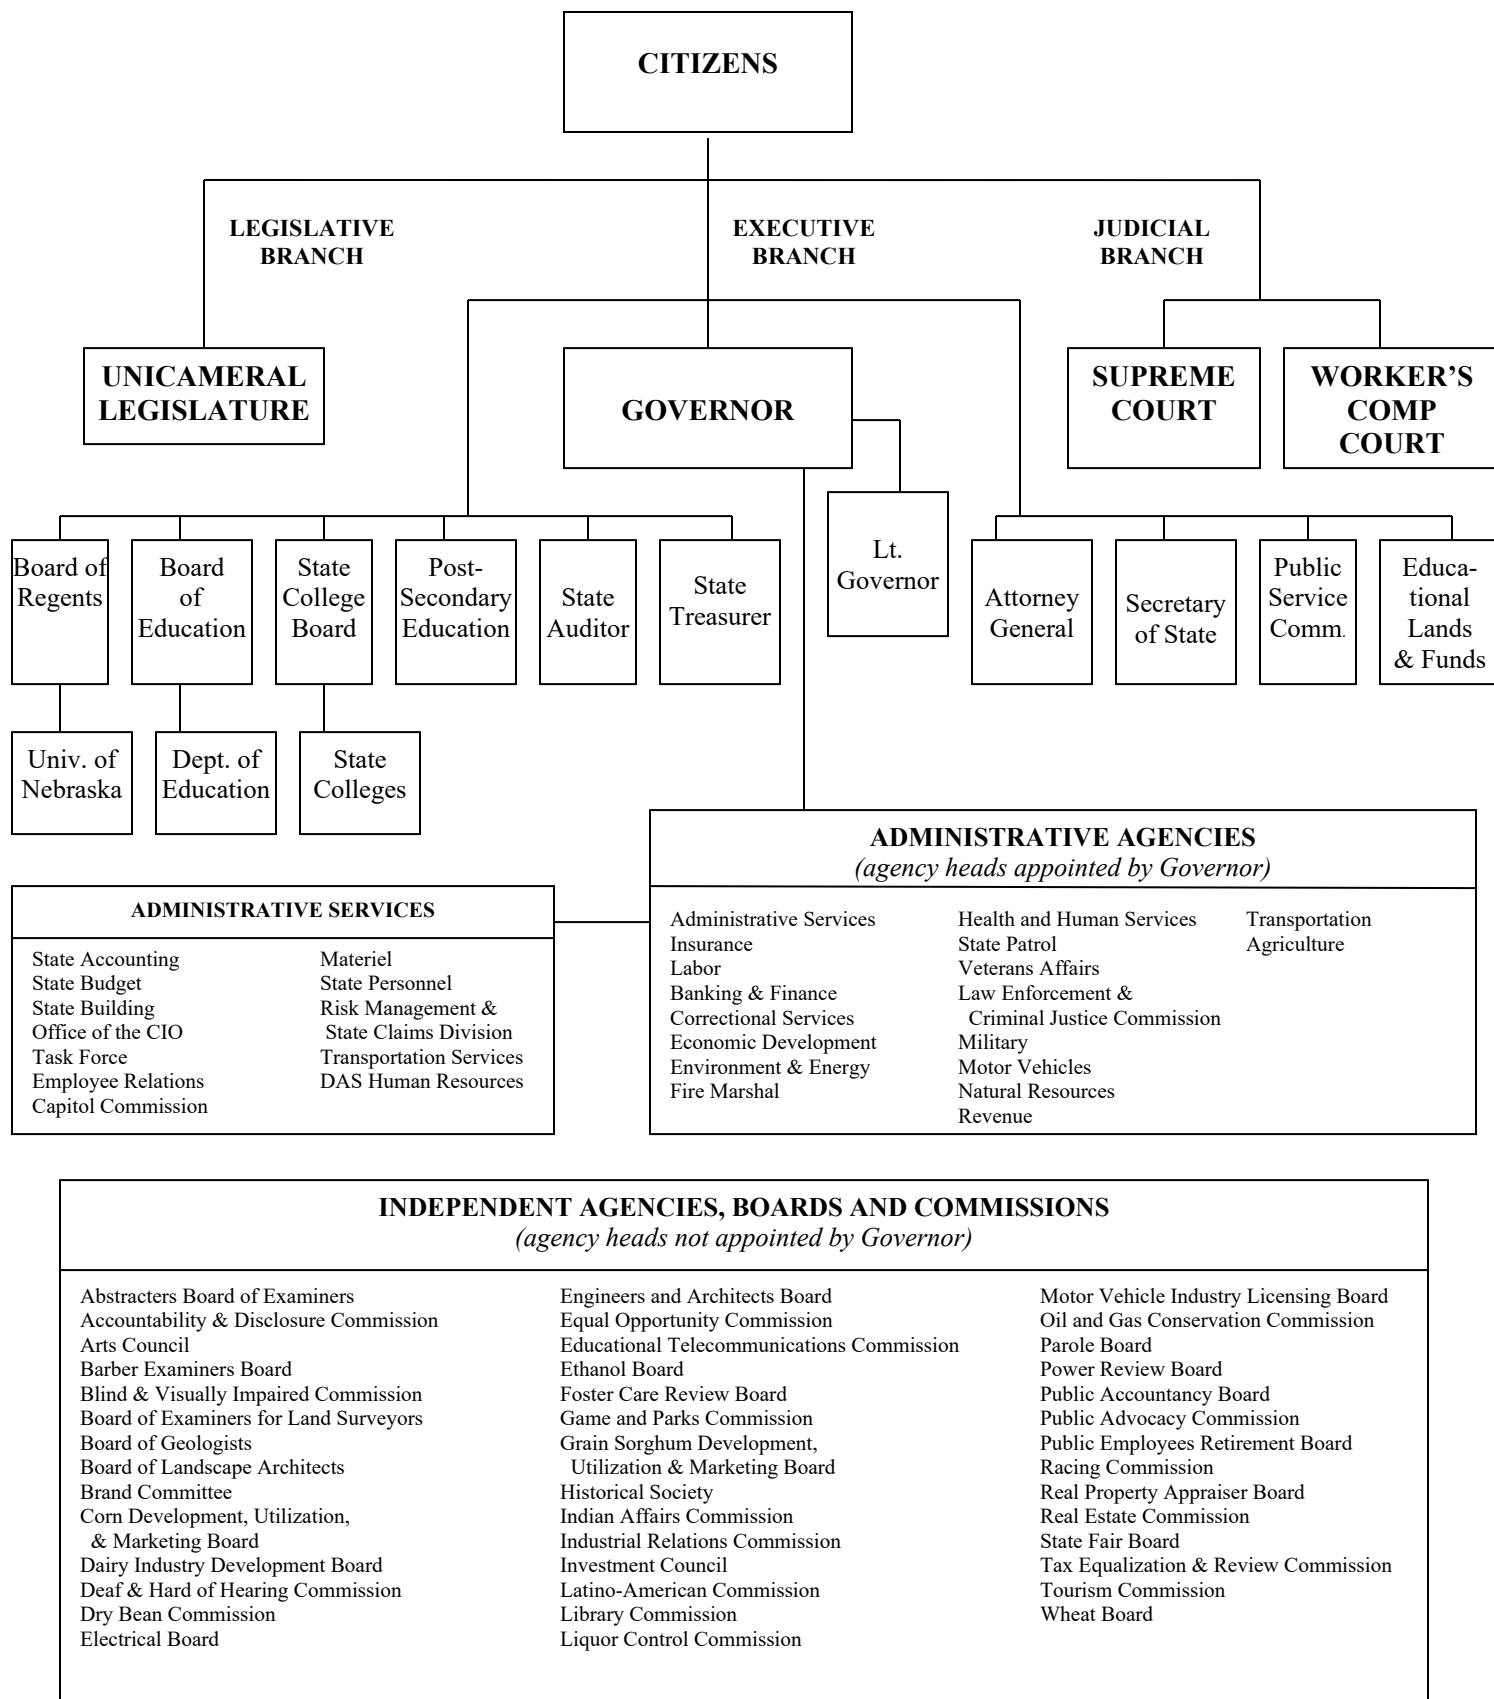 CITIZENS
LEGISLATIVE
BRANCH
EXECUTIVE
BRANCH
JUDICIAL
BRANCH
UNICAMERAL
LEGISLATURE
GOVERNOR
SUPREME
COURT
WORKER’S
COMP
COURT
Lt.
Governor
Board of
Regents
Board
of
Education
State
College
Board
Post-
Secondary
Education
State
Auditor
State
Treasurer
Attorney
General
Secretary
of State
Public
Service
Comm.
Educa-
tional
Lands
& Funds
Univ. of
Nebraska
Dept. of
Education
State
Colleges
ADMINISTRATIVE AGENCIES
(agency heads appointed by Governor)
Administrative Services
Insurance
Labor
Banking & Finance
Correctional Services
Economic Development
Environment & Energy
Fire Marshal
Health and Human Services
State Patrol
Veterans Affairs
Law Enforcement &
Criminal Justice Commission
Military
Motor Vehicles
Natural Resources
Revenue
Transportation
Agriculture
ADMINISTRATIVE SERVICES
State Accounting
State Budget
State Building
Office of the CIO
Task Force
Employee Relations
Capitol Commission
Materiel
State Personnel
Risk Management &
State Claims Division
Transportation Services
DAS Human Resources
INDEPENDENT AGENCIES, BOARDS AND COMMISSIONS
(agency heads not appointed by Governor)
Abstracters Board of Examiners
Accountability & Disclosure Commission
Arts Council
Barber Examiners Board
Blind & Visually Impaired Commission
Board of Examiners for Land Surveyors
Board of Geologists
Board of Landscape Architects
Brand Committee
Corn Development, Utilization,
& Marketing Board
Dairy Industry Development Board
Deaf & Hard of Hearing Commission
Dry Bean Commission
Electrical Board
Engineers and Architects Board
Equal Opportunity Commission
Educational Telecommunications Commission
Ethanol Board
Foster Care Review Board
Game and Parks Commission
Grain Sorghum Development,
Utilization & Marketing Board
Historical Society
Indian Affairs Commission
Industrial Relations Commission
Investment Council
Latino-American Commission
Library Commission
Liquor Control Commission
Motor Vehicle Industry Licensing Board
Oil and Gas Conservation Commission
Parole Board
Power Review Board
Public Accountancy Board
Public Advocacy Commission
Public Employees Retirement Board
Racing Commission
Real Property Appraiser Board
Real Estate Commission
State Fair Board
Tax Equalization & Review Commission
Tourism Commission
Wheat Board